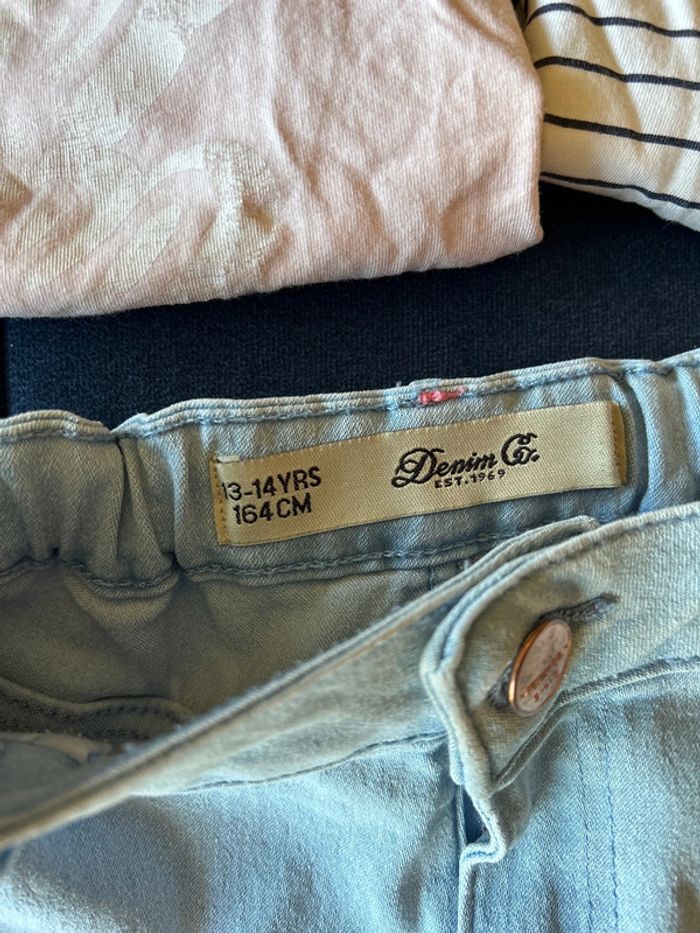 13-14YRS
164CM
Denim Co.
EST.1969